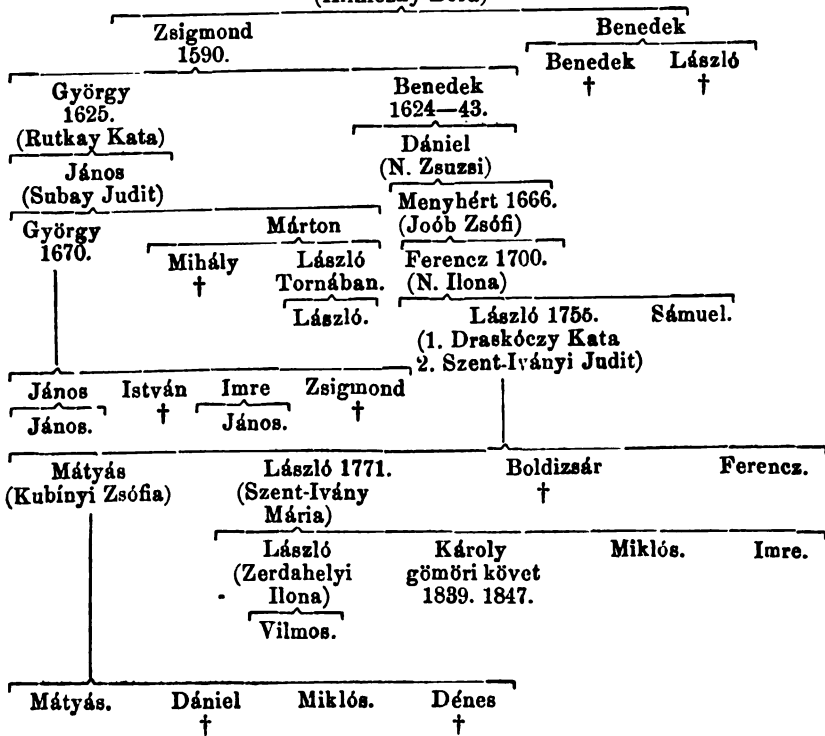 Zsigmond Benedek
1590.
Benedek László
† †
György Benedek
1625. 1624—43.
(Rutkay Kata) Dániel
János (N. Zsuzsi)
(Subay Judit) Menyhért 1666.
György Márton (Joób Zsófi)
1670. Mihály László Ferencz 1700.
† Tornában. (N. Ilona)
László. László 1755. Sámuel.
(1. Draskóczy Kata
2. Szent-Iványi Judit)
János István Imre Zsigmond
† †
János. János.
Mátyás László 1771. Boldizsár Ferencz.
(Kubínyi Zsófia) (Szent-Ivány †
Mária)
László Károly Miklós. Imre.
(Zerdahelyi gömöri követ
Ilona) 1839. 1847.
Vilmos.
Mátyás. Dániel Miklós. Dénes
† †